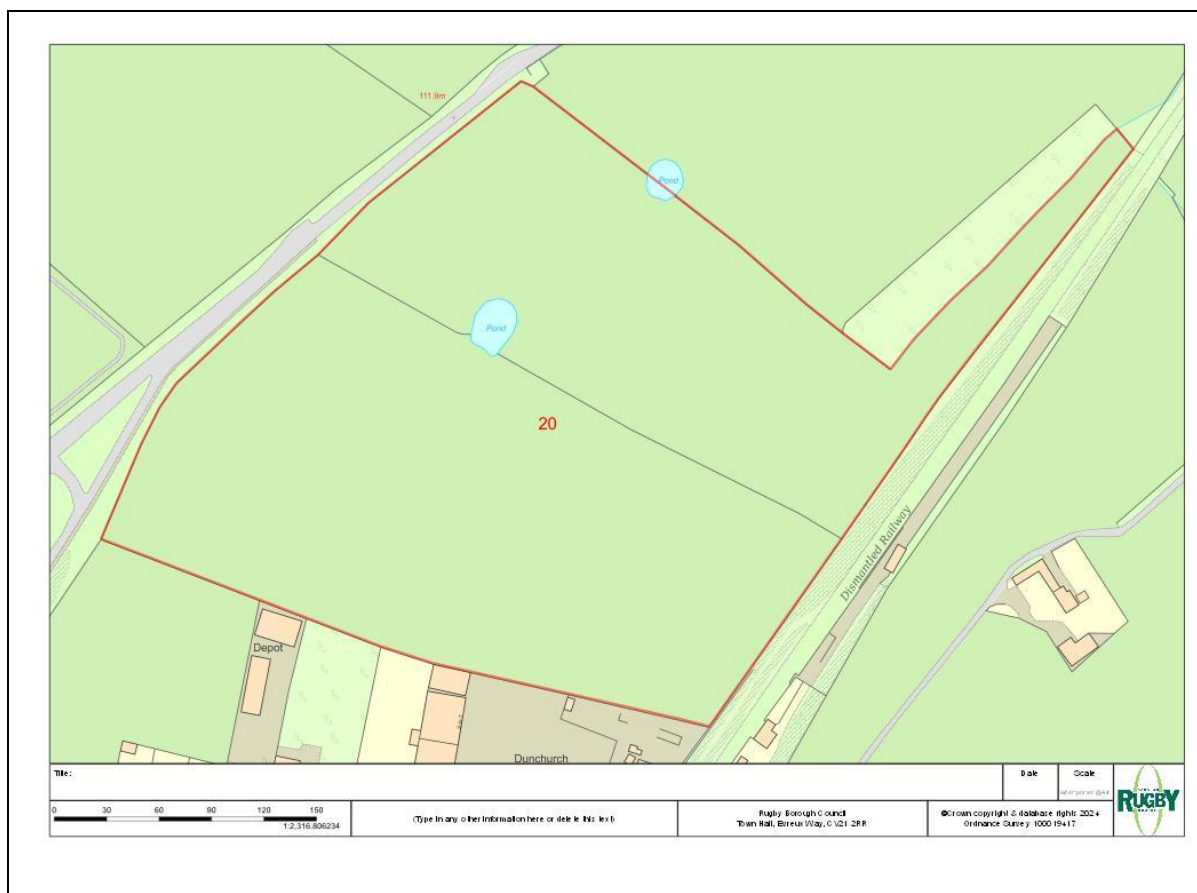 111.9m
Pond
Pond
20
Dismantled Railway
Depot
Dunchurch
Title :
Date
Scale
0 30 60 90 120 150
1:2,316.606234
(Type in any other information here or delete this text)
Rugby Borough Council
Town Hall, Evreux Way, CV21 2RR
©Crown copyright & database rights 2024
Ordnance Survey 100019417
RUGBY